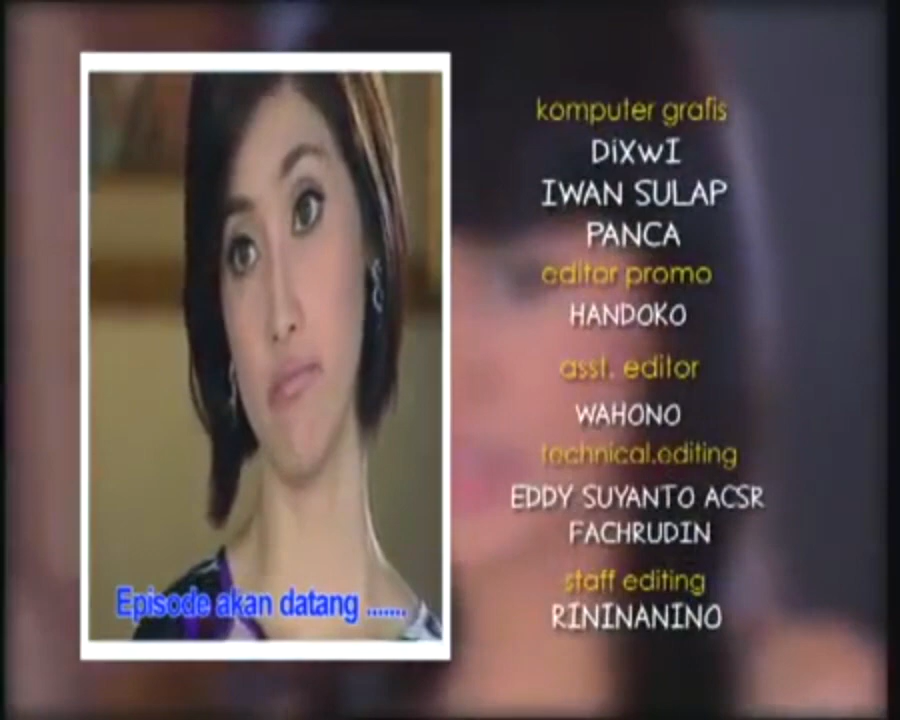 komputer grafis
DiXwI
IWAN SULAP
PANCA
editor promo
HANDOKO
asst. editor
WAHONO
technical.editing
EDDY SUYANTO ACSR
FACHRUDIN
staff editing
RININANINO
Episode akan datang .......